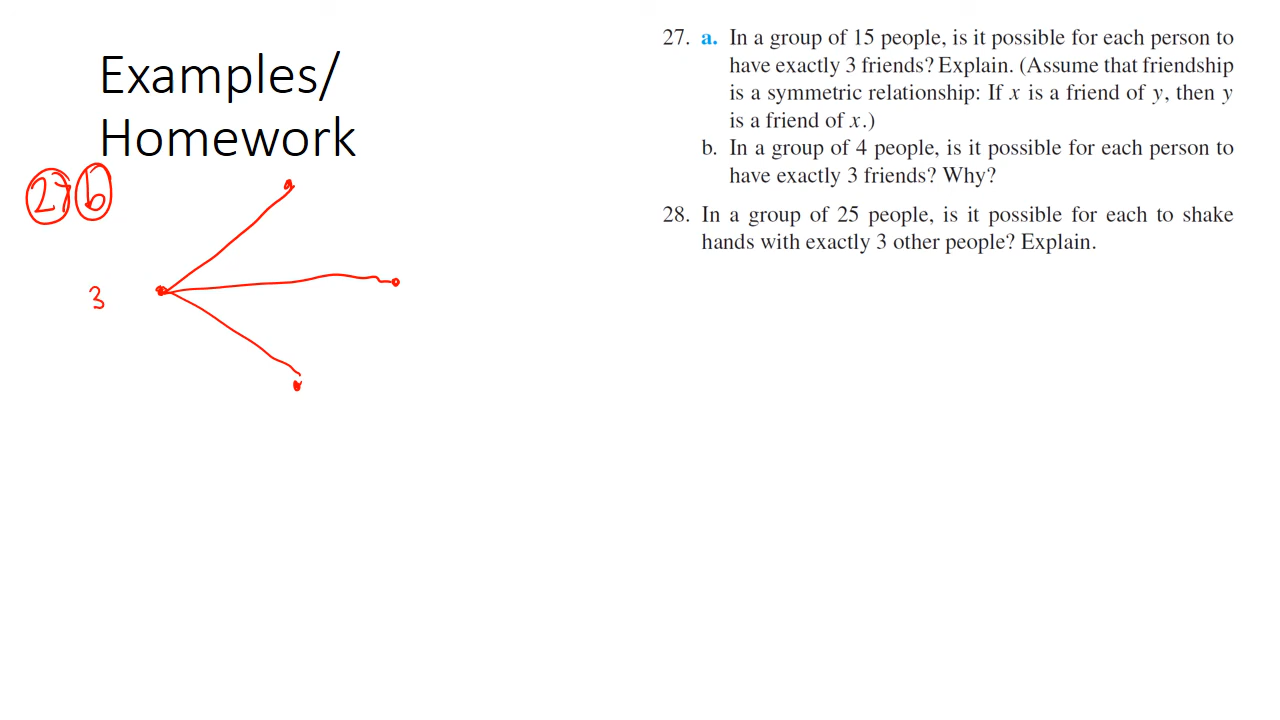 Examples/
Homework
27 b
3
27. a. In a group of 15 people, is it possible for each person to
have exactly 3 friends? Explain. (Assume that friendship
is a symmetric relationship: If x is a friend of y, then y
is a friend of x.)
b. In a group of 4 people, is it possible for each person to
have exactly 3 friends? Why?
28. In a group of 25 people, is it possible for each to shake
hands with exactly 3 other people? Explain.